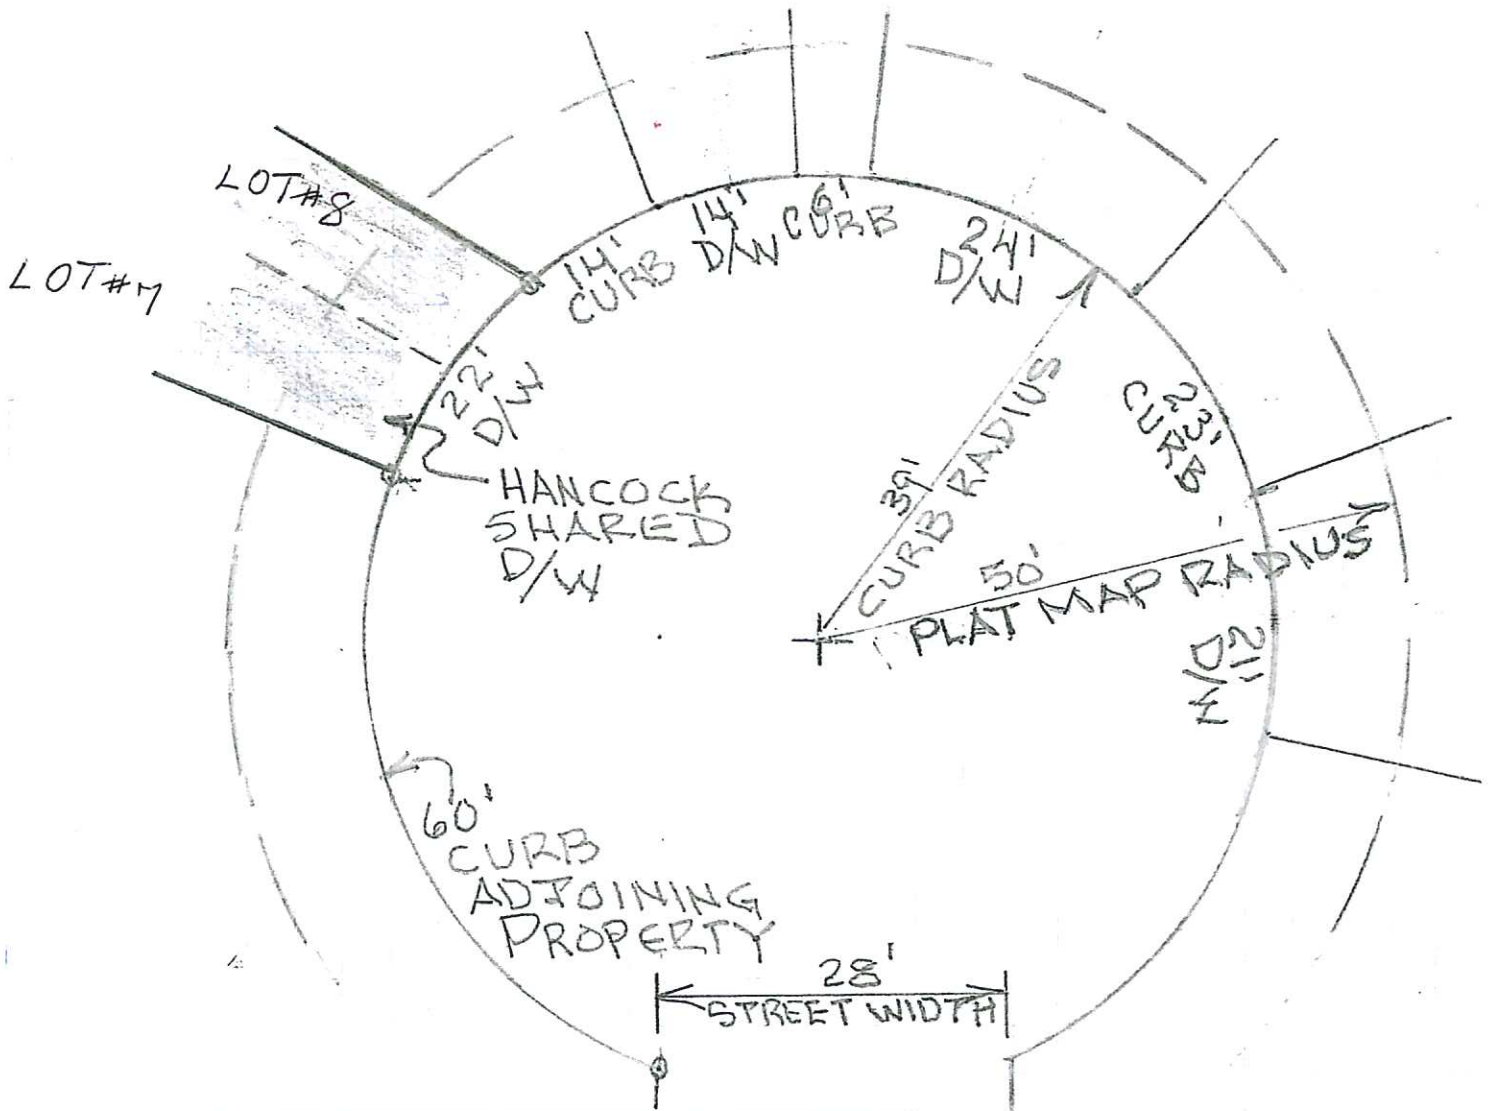 LOT#8
LOT#7
14'
CURB
14'
D/W
6'
CURB
24'
D/W
22'
D/W
HANCOCK
SHARED
D/W
39'
CURB RADIUS
23'
CURB
50'
PLAT MAP RADIUS
21'
D/W
60'
CURB
ADJOINING
PROPERTY
28'
STREET WIDTH